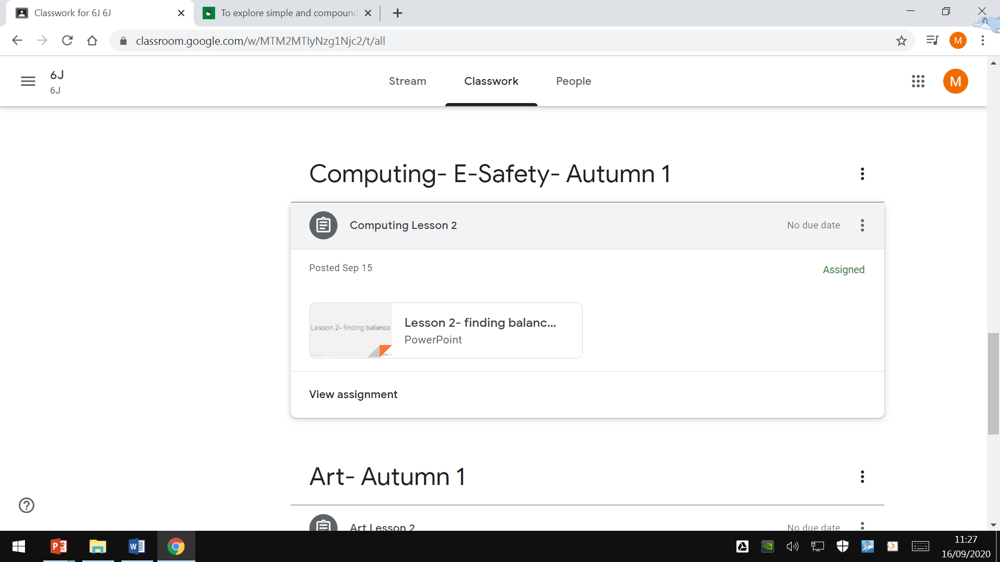 Classwork for 6J 6J
To explore simple and compound
classroom.google.com/w/MTM2MTIyNzg1Njc2/t/all
M
6J
6J
Stream
Classwork
People
M
Computing- E-Safety- Autumn 1
Computing Lesson 2
No due date
Posted Sep 15
Assigned
Lesson 2- finding balance
Lesson 2- finding balanc...
PowerPoint
View assignment
Art- Autumn 1
Art Lesson 2
No due date
11:27
16/09/2020